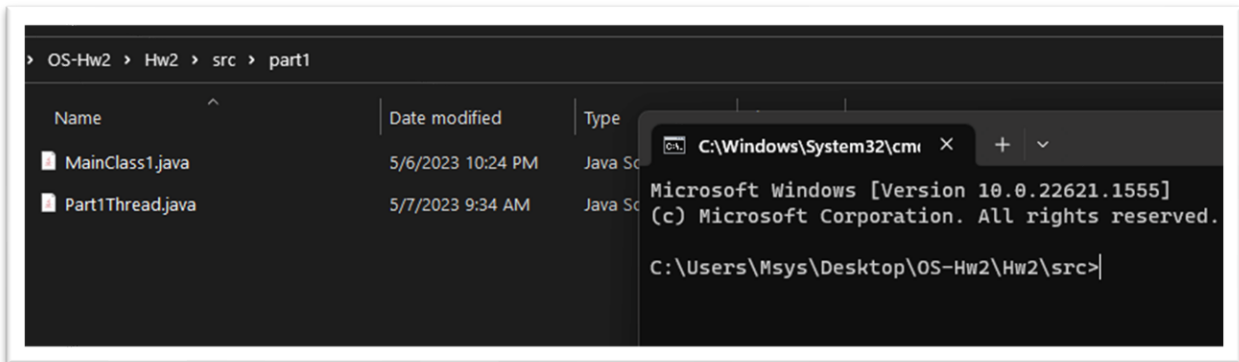 › OS-Hw2 › Hw2 › src › part1
Name Date modified Type
MainClass1.java 5/6/2023 10:24 PM Java Sc
Part1Thread.java 5/7/2023 9:34 AM Java Sc
C:\Windows\System32\cm
Microsoft Windows [Version 10.0.22621.1555]
(c) Microsoft Corporation. All rights reserved.
C:\Users\Msys\Desktop\OS-Hw2\Hw2\src>